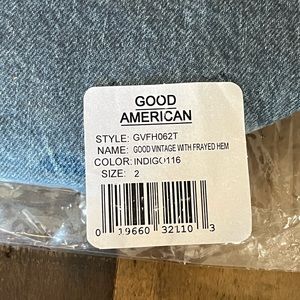 GOOD
AMERICAN
STYLE: GVFH062T
NAME: GOOD VINTAGE WITH FRAYED HEM
COLOR: INDIGO116
SIZE: 2
0 19660 32110 3